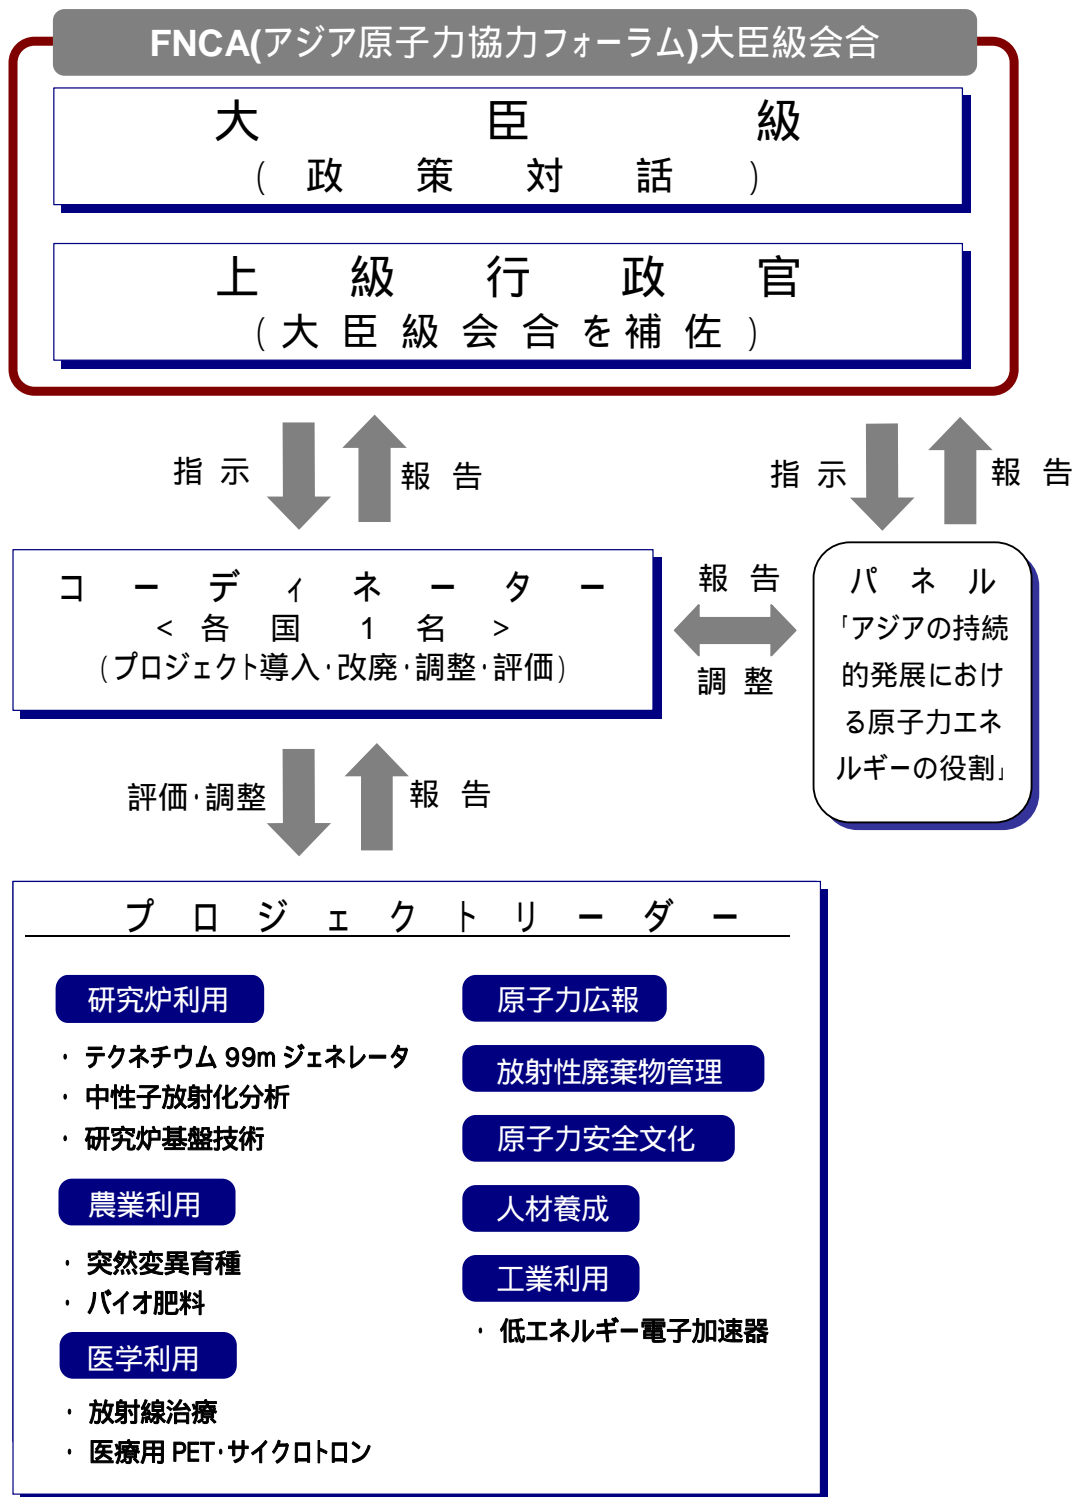 FNCA(アジア原子力協力フォーラム)大臣級会合
大臣級
(政策対話)
上級行政官
(大臣級会合を補佐)
指示
報告
指示
報告
コーディネーター
<各国1名>
(プロジェクト導入・改廃・調整・評価)
報告
調整
パネル
「アジアの持続
的発展におけ
る原子力エネ
ルギーの役割」
評価・調整
報告
プロジェクトリーダー
研究炉利用
・テクネチウム 99m ジェネレータ
・中性子放射化分析
・研究炉基盤技術
農業利用
・突然変異育種
・バイオ肥料
医学利用
・放射線治療
・医療用 PET・サイクロトロン
原子力広報
放射性廃棄物管理
原子力安全文化
人材養成
工業利用
・低エネルギー電子加速器